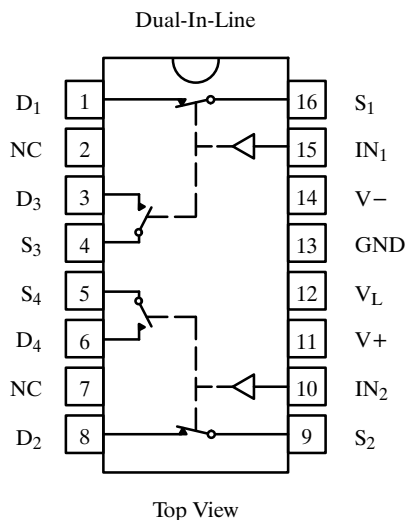 Dual-In-Line
D1 1 16 S1
NC 2 15 IN1
D3 3 14 V−
S3 4 13 GND
S4 5 12 VL
D4 6 11 V+
NC 7 10 IN2
D2 8 9 S2
Top View